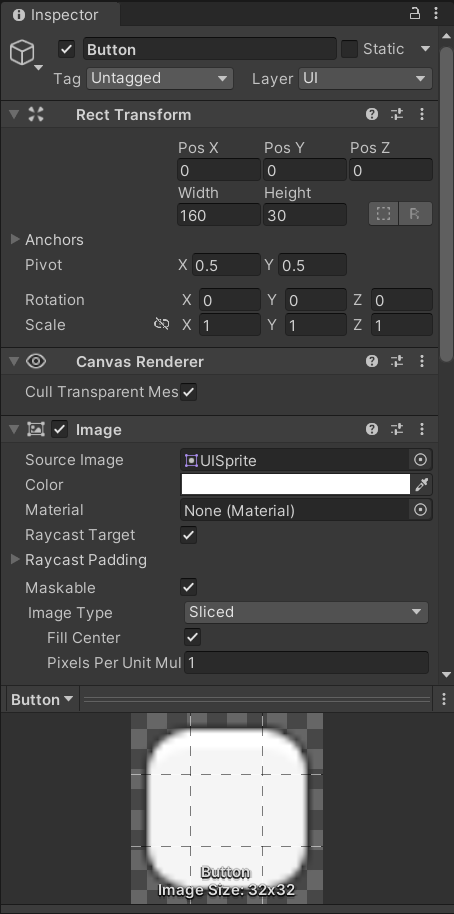 Inspector
Button Static
Tag Untagged Layer UI
Rect Transform
Pos X Pos Y Pos Z
0 0 0
Width Height
160 30 R
Anchors
Pivot X 0.5 Y 0.5
Rotation X 0 Y 0 Z 0
Scale X 1 Y 1 Z 1
Canvas Renderer
Cull Transparent Mes
Image
Source Image UISprite
Color
Material None (Material)
Raycast Target
Raycast Padding
Maskable
Image Type Sliced
Fill Center
Pixels Per Unit Mul 1
Button
Button
Image Size: 32x32